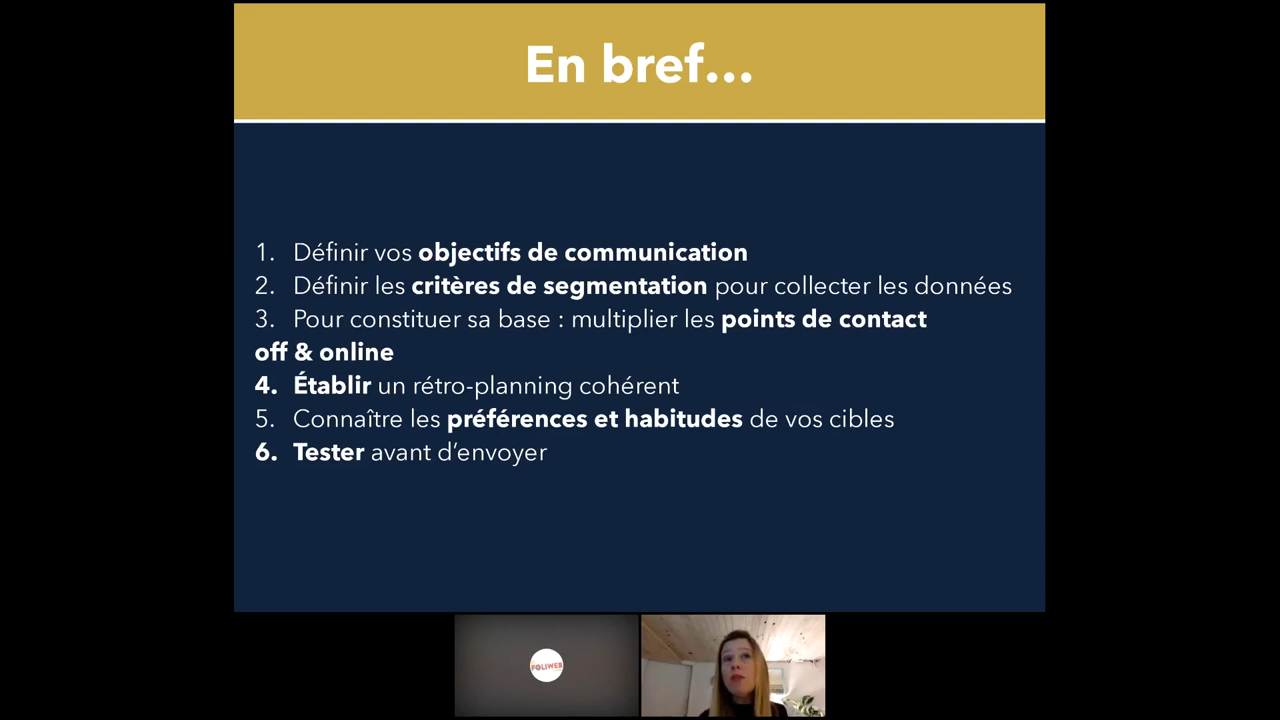 En bref...
1. Définir vos objectifs de communication
2. Définir les critères de segmentation pour collecter les données
3. Pour constituer sa base : multiplier les points de contact
off & online
4. Établir un rétro-planning cohérent
5. Connaître les préférences et habitudes de vos cibles
6. Tester avant d’envoyer
FOLIWEB